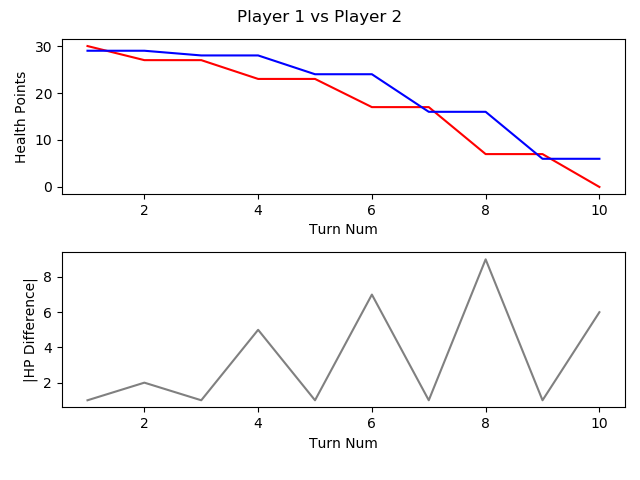 Player 1 vs Player 2
30
20
10
0
Health Points
2 4 6 8 10
Turn Num
8
6
4
2
|HP Difference|
2 4 6 8 10
Turn Num